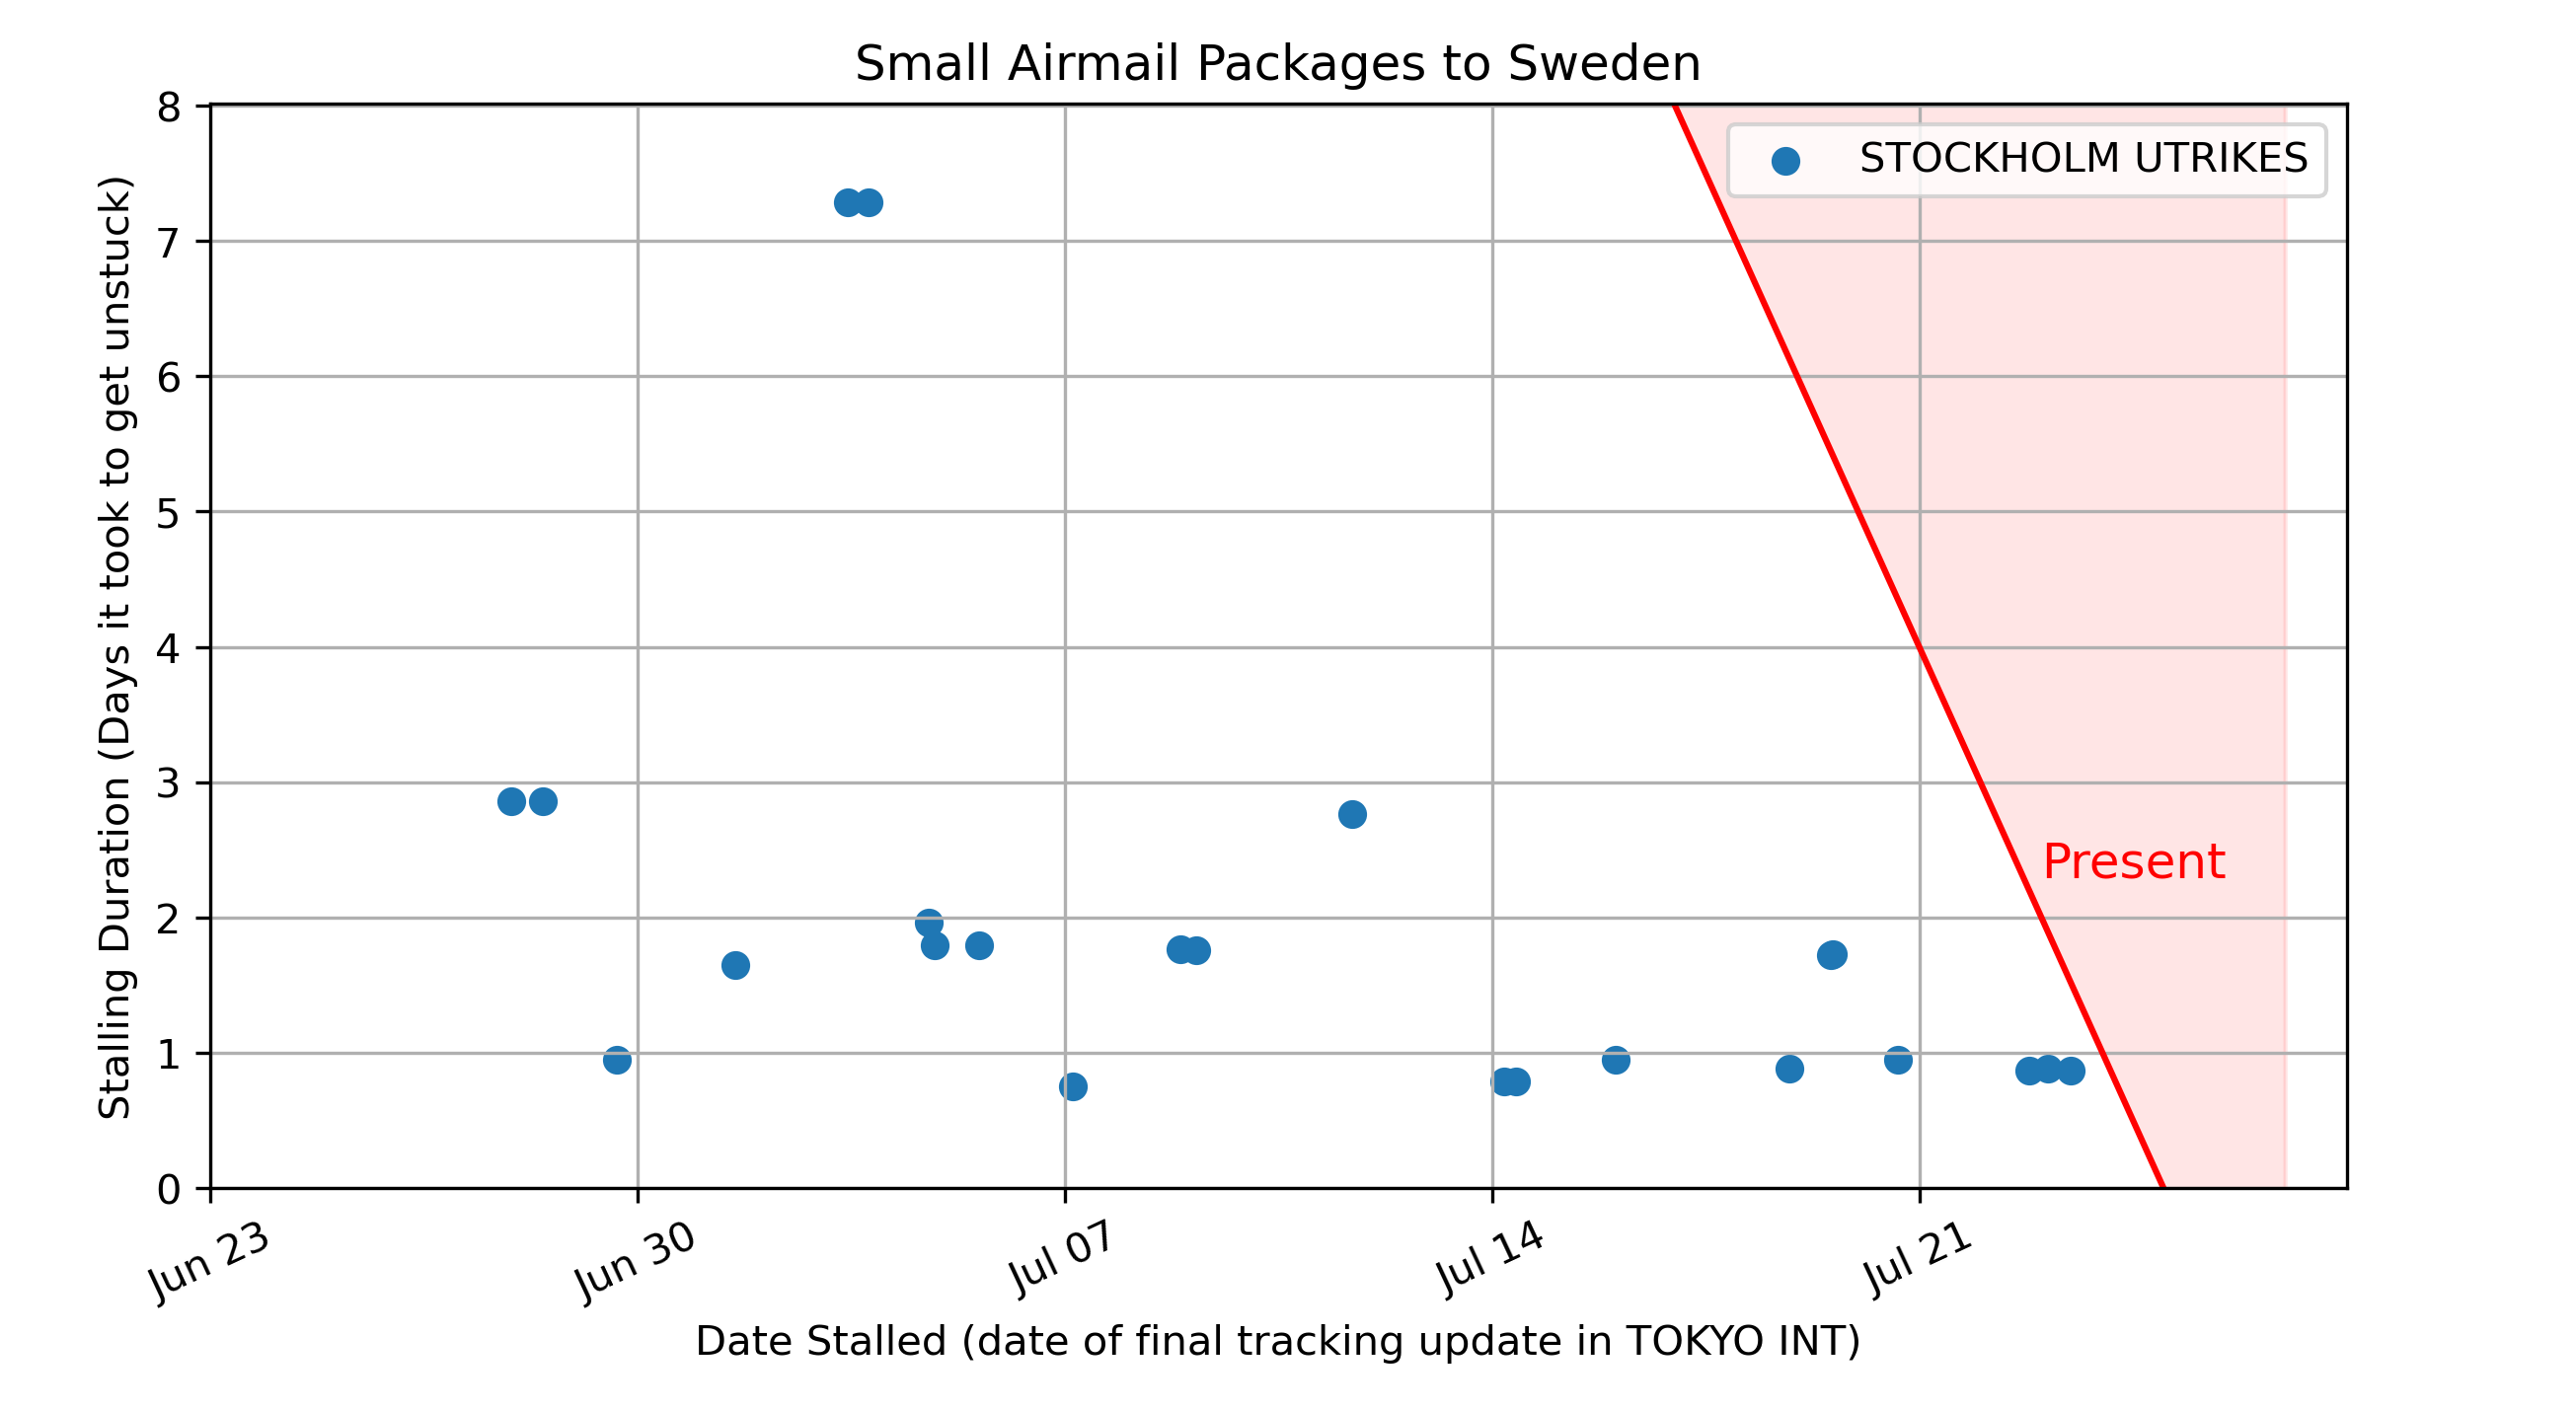 Small Airmail Packages to Sweden
Stalling Duration (Days it took to get unstuck)
8
7
6
5
4
3
2
1
0
STOCKHOLM UTRIKES
Present
Jun 23
Jun 30
Jul 07
Jul 14
Jul 21
Date Stalled (date of final tracking update in TOKYO INT)